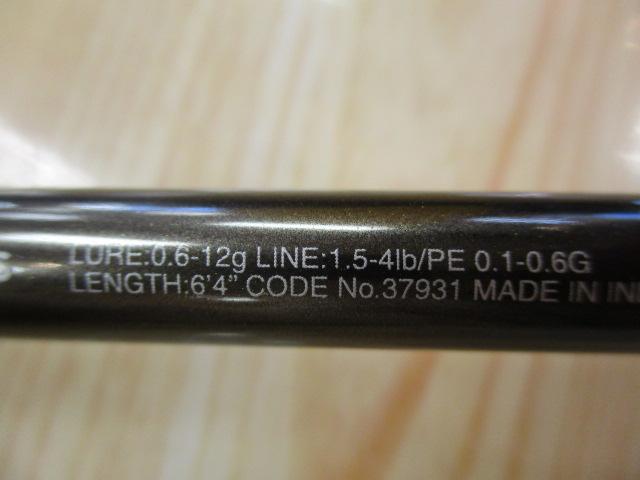 LURE:0.6-12g LINE:1.5-4lb/PE 0.1-0.6G
LENGTH:6'4" CODE No.37931 MADE IN